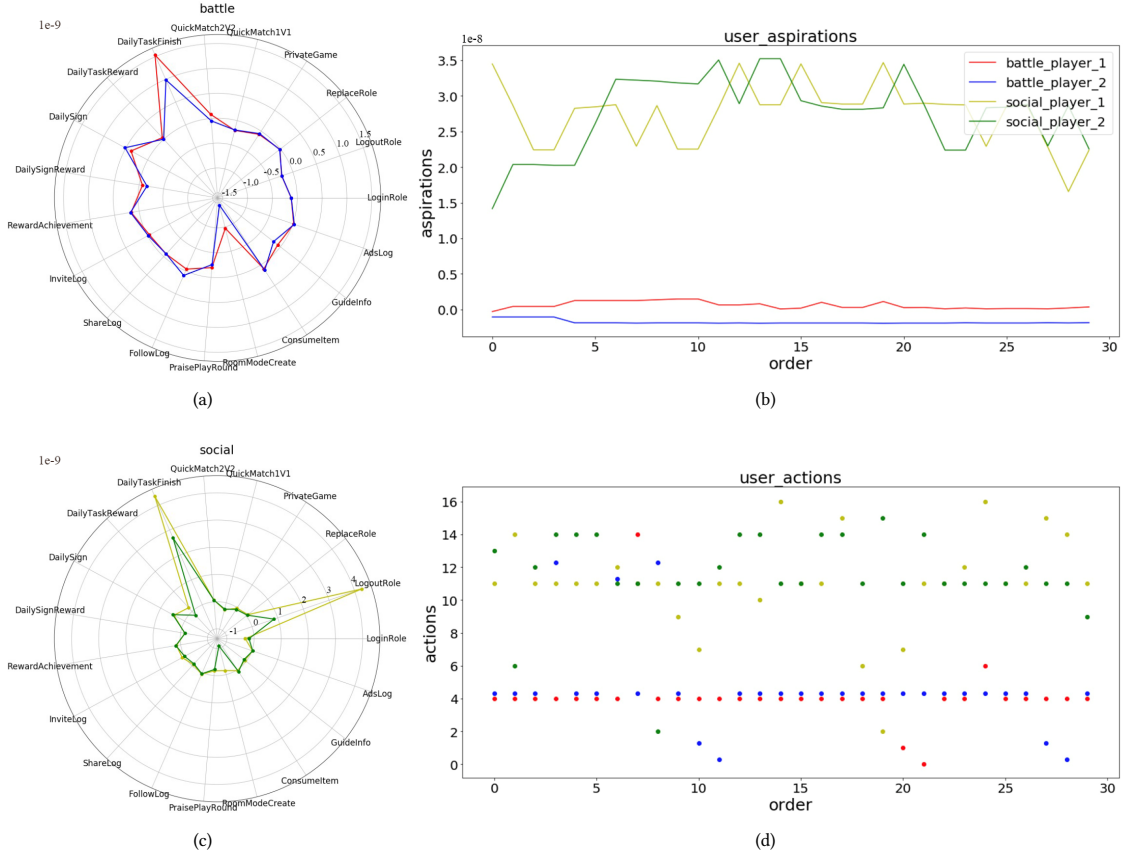 battle
1e-9
QuickMatch2V2
QuickMatch1V1
DailyTaskFinish
PrivateGame
DailyTaskReward
ReplaceRole
DailySign
LogoutRole
1.5
1.0
0.5
0.0
-0.5
-1.0
-1.5
DailySignReward
LoginRole
RewardAchievement
AdsLog
InviteLog
GuideInfo
ShareLog
ConsumeItem
FollowLog
PraisePlayRound
RoomModeCreate
(a)
user_aspirations
1e-8
3.5
3.0
2.5
2.0
1.5
1.0
0.5
0.0
aspirations
battle_player_1
battle_player_2
social_player_1
social_player_2
0 5 10 15 20 25 30
order
(b)
social
1e-9
QuickMatch2V2
QuickMatch1V1
DailyTaskFinish
PrivateGame
DailyTaskReward
ReplaceRole
DailySign
LogoutRole
4
3
2
1
0
-1
DailySignReward
LoginRole
RewardAchievement
AdsLog
InviteLog
GuideInfo
ShareLog
ConsumeItem
FollowLog
PraisePlayRound
RoomModeCreate
(c)
user_actions
16
14
12
10
8
6
4
2
0
actions
0 5 10 15 20 25 30
order
(d)